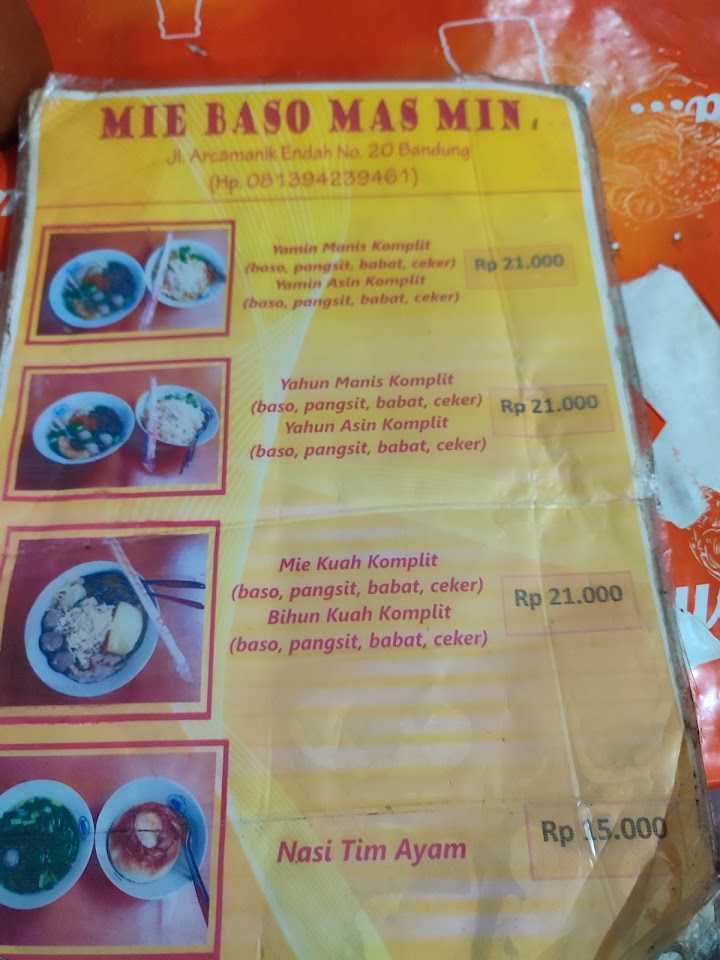 MIE BASO MAS MIN
Jl. Arcamanik Endah No. 20 Bandung
(Hp. 081394239461)
Yamin Manis Komplit
(baso, pangsit, babat, ceker)
Yamin Asin Komplit
(baso, pangsit, babat, ceker)
Rp 21.000
Yahun Manis Komplit
(baso, pangsit, babat, ceker)
Yahun Asin Komplit
(baso, pangsit, babat, ceker)
Rp 21.000
Mie Kuah Komplit
(baso, pangsit, babat, ceker)
Bihun Kuah Komplit
(baso, pangsit, babat, ceker)
Rp 21.000
Nasi Tim Ayam
Rp 15.000